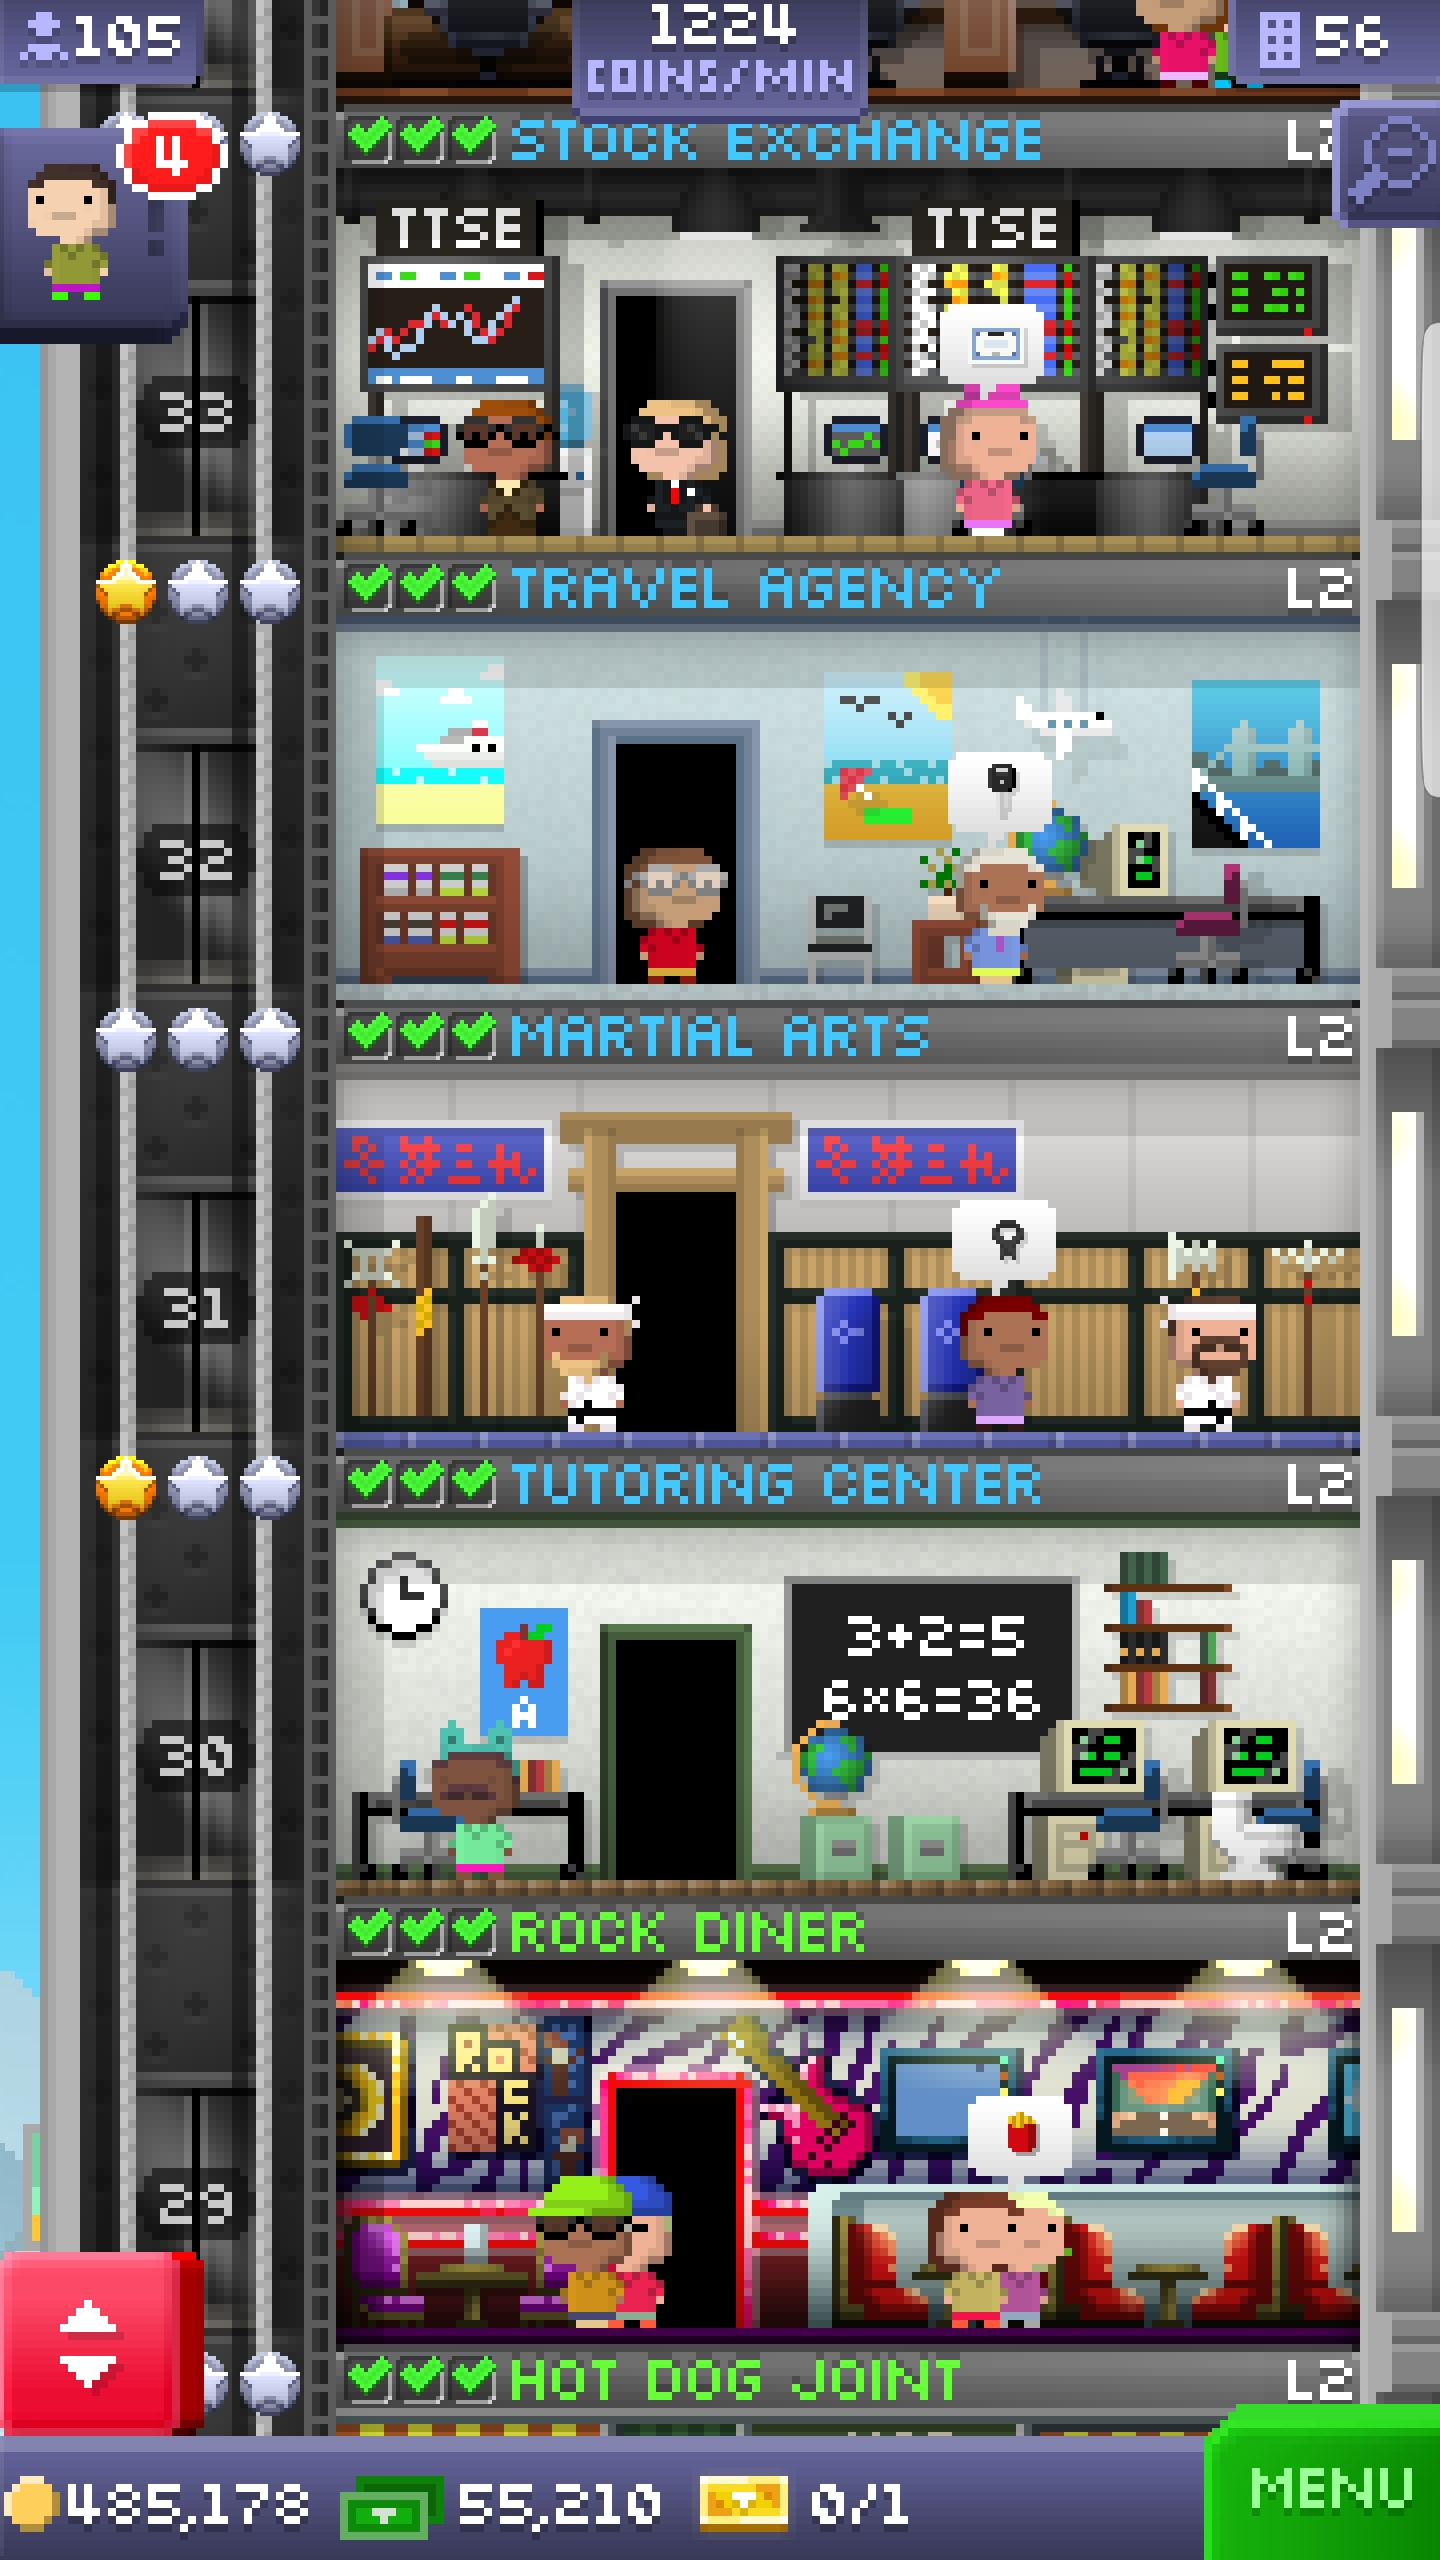 105
1224
COINS/MIN
56
4
STOCK EXCHANGE
TTSE
TTSE
33
TRAVEL AGENCY L2
32
MARTIAL ARTS L2
31
TUTORING CENTER L2
3+2=5
6×6=36
A
30
ROCK DINER L2
ROCK
29
HOT DOG JOINT L2
485,178
55,210
0/1
MENU